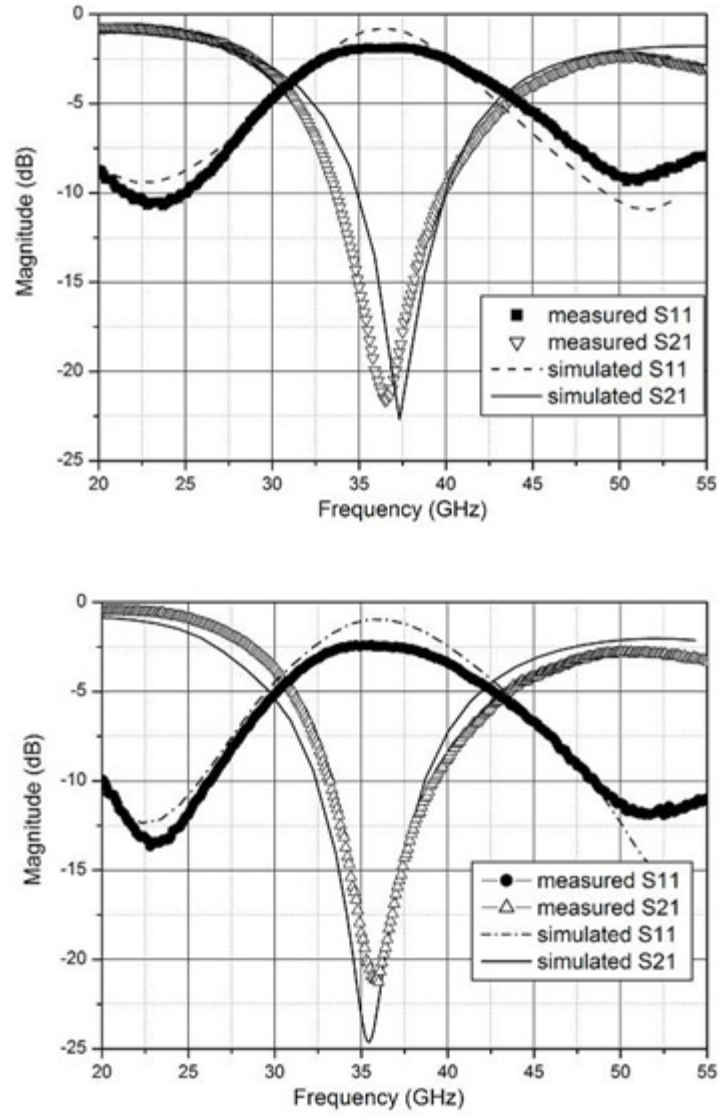 0
-5
-10
-15
-20
-25
Magnitude (dB)
measured S11
measured S21
simulated S11
simulated S21
20 25 30 35 40 45 50 55
Frequency (GHz)
0
-5
-10
-15
-20
-25
Magnitude (dB)
measured S11
measured S21
simulated S11
simulated S21
20 25 30 35 40 45 50 55
Frequency (GHz)